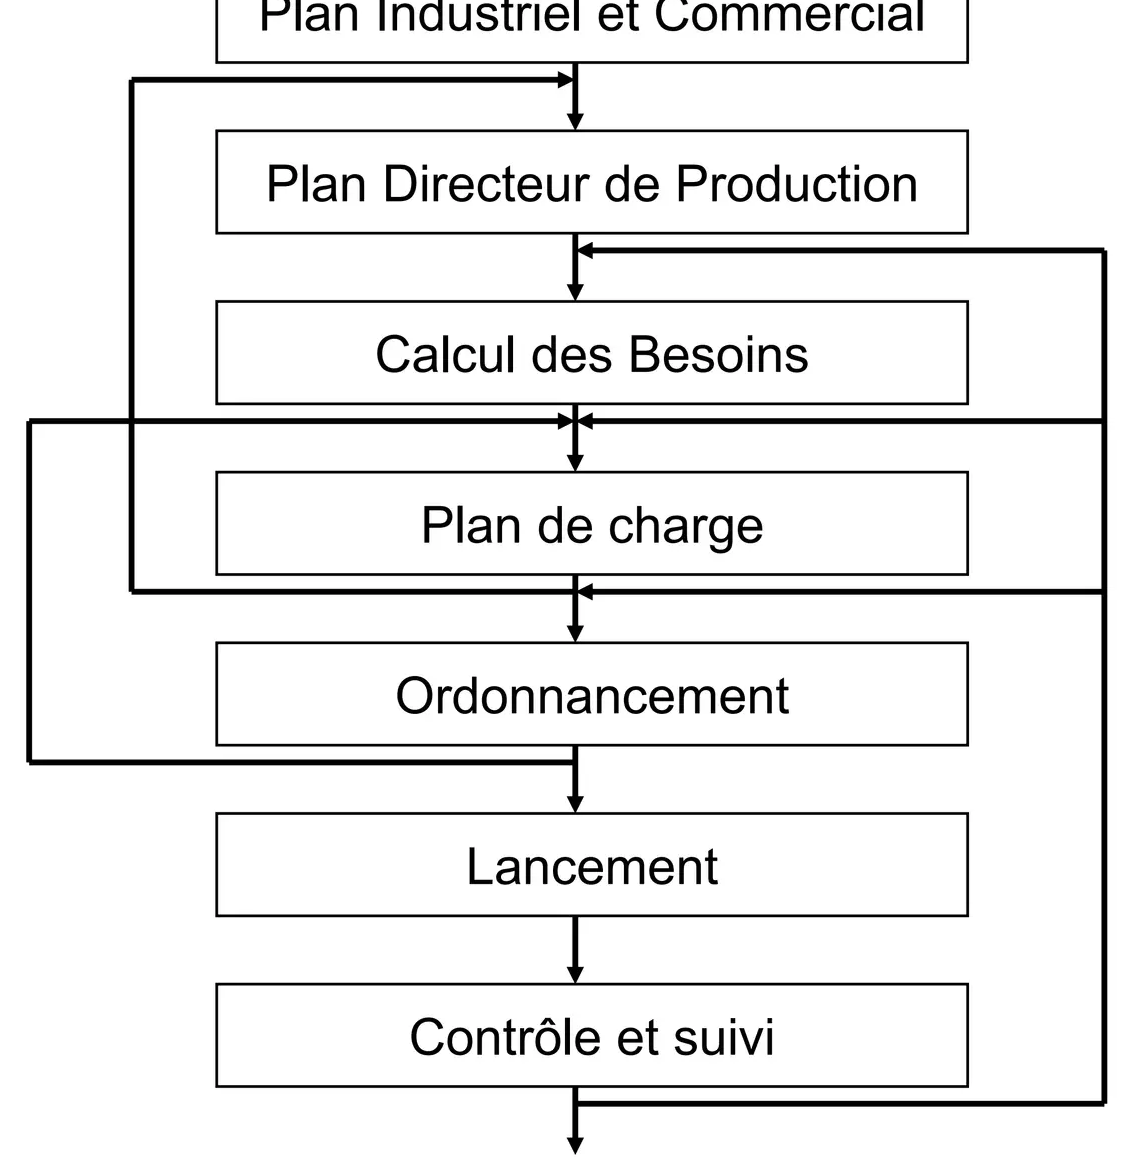 Plan Industriel et Commercial
Plan Directeur de Production
Calcul des Besoins
Plan de charge
Ordonnancement
Lancement
Contrôle et suivi